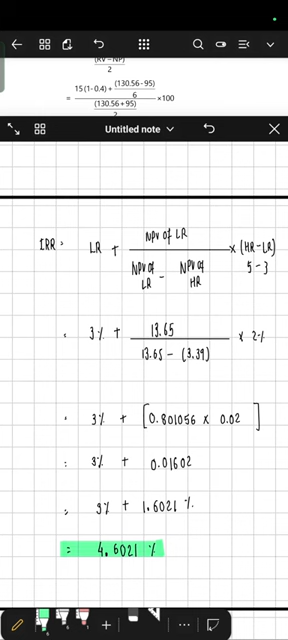 (RV-NP)
2
= 15(1-0.4)+ (130.56-95)
6
(130.56+95) ×100
2
Untitled note
IRR = LR + NPV of LR × (HR-LR)
NPV of LR - NPV of HR 5-3
= 3% + 13.65 × 2%
13.65 - (3.39)
= 3% + [0.801056 × 0.02]
= 3% + 0.01602
= 3% + 1.6021 %
= 4.6021 %